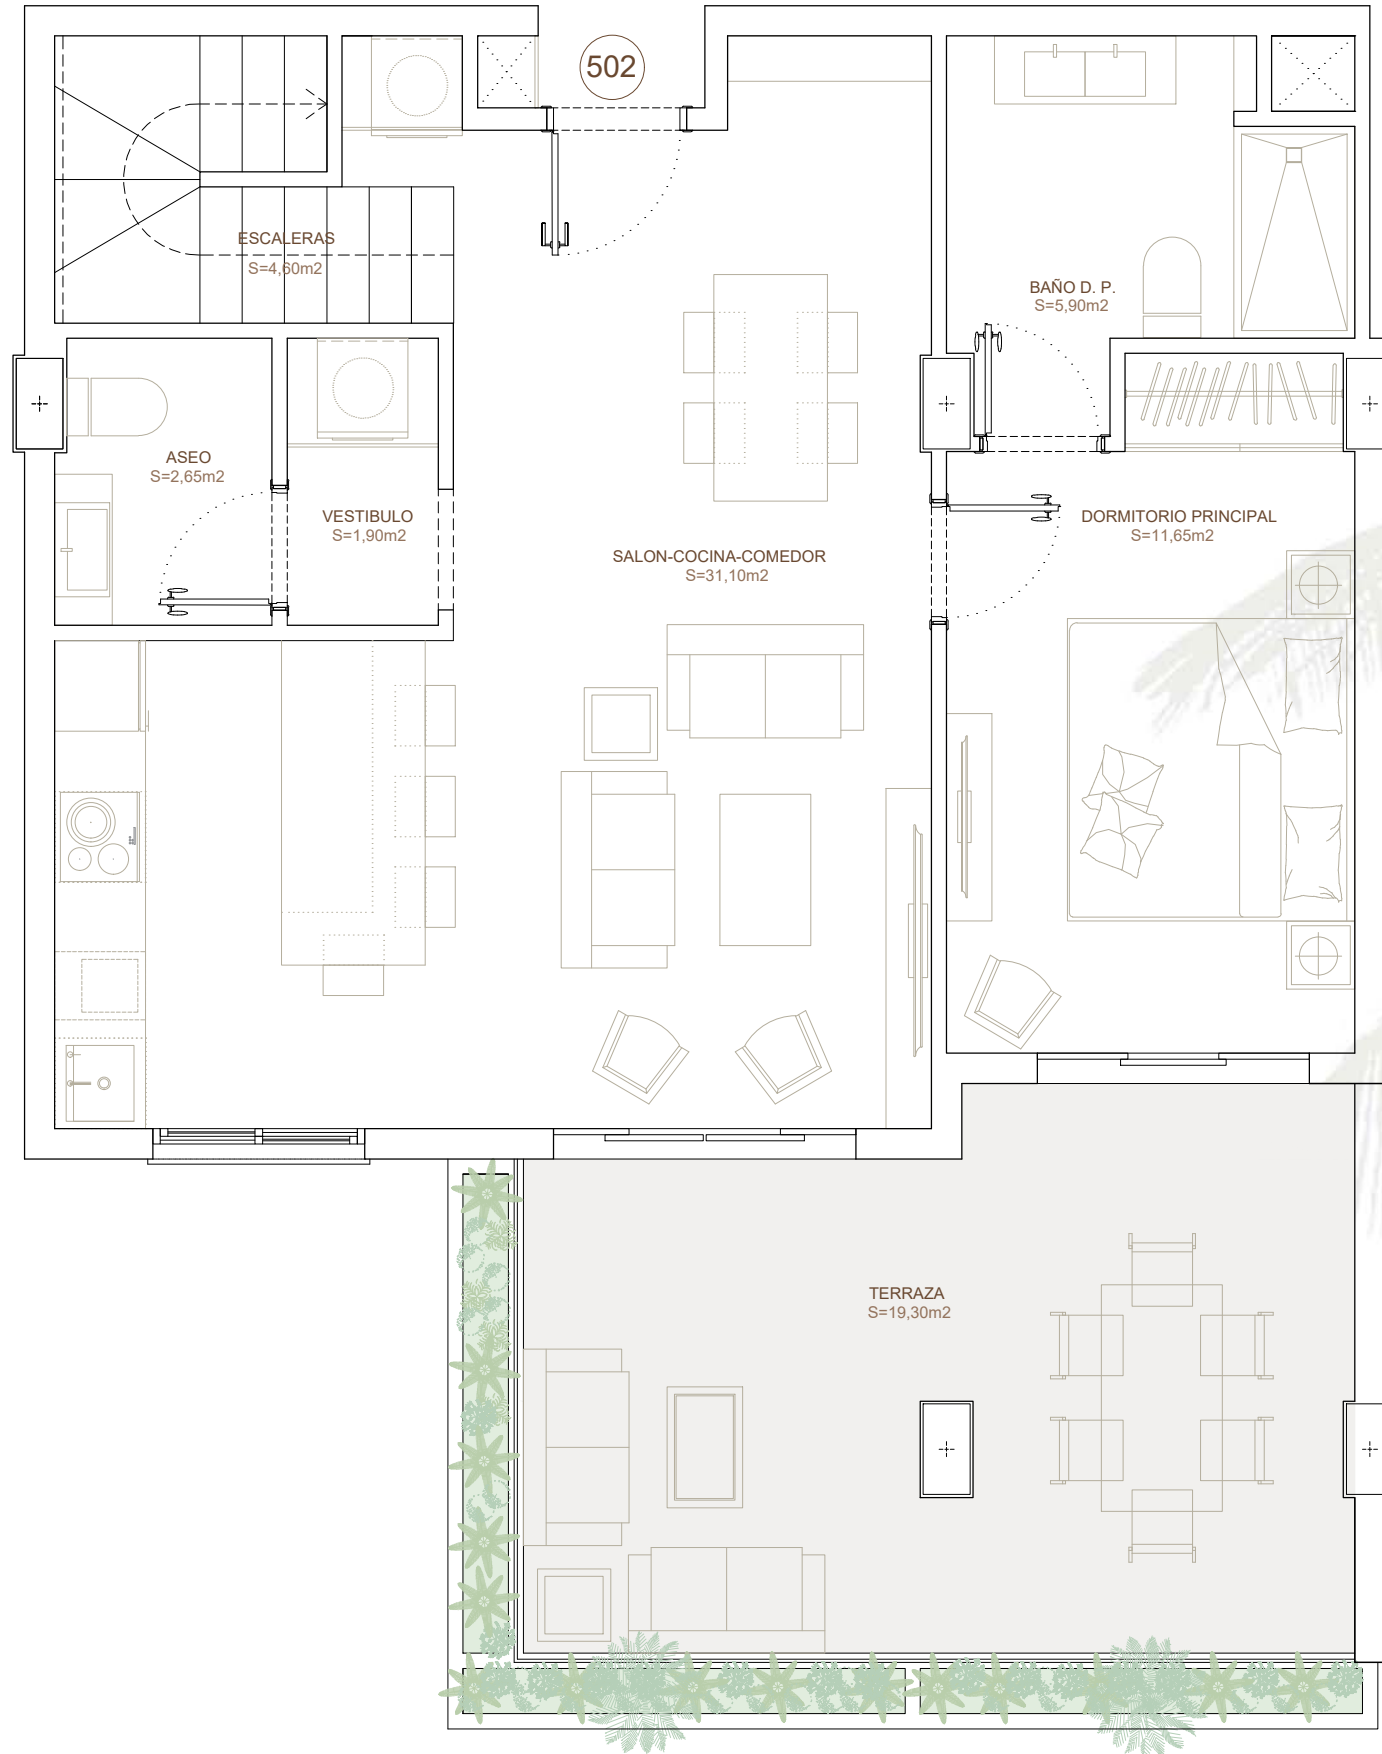 502
ESCALERAS
S=4,60m2
BAÑO D. P.
S=5,90m2
ASEO
S=2,65m2
VESTIBULO
S=1,90m2
SALON-COCINA-COMEDOR
S=31,10m2
DORMITORIO PRINCIPAL
S=11,65m2
TERRAZA
S=19,30m2